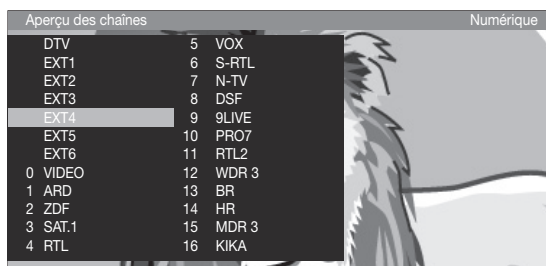 Aperçu des chaînes Numérique
DTV 5 VOX
EXT1 6 S-RTL
EXT2 7 N-TV
EXT3 8 DSF
EXT4 9 9LIVE
EXT5 10 PRO7
EXT6 11 RTL2
0 VIDEO 12 WDR 3
1 ARD 13 BR
2 ZDF 14 HR
3 SAT.1 15 MDR 3
4 RTL 16 KIKA